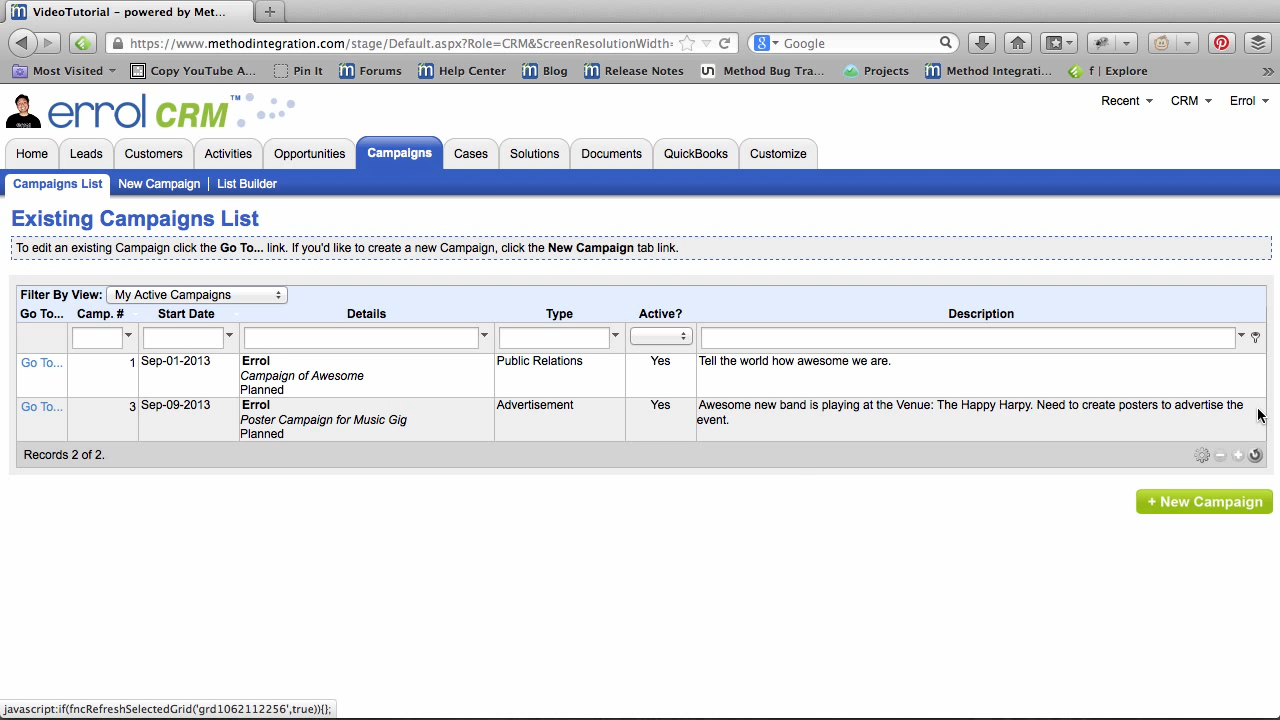 VideoTutorial – powered by Met...
https://www.methodintegration.com/stage/Default.aspx?Role=CRM&ScreenResolutionWidth=
Google
Most Visited Copy YouTube A... Pin It Forums Help Center Blog Release Notes Method Bug Tra... Projects Method Integrati... f | Explore
errol CRM™
Recent CRM Errol
Home Leads Customers Activities Opportunities Campaigns Cases Solutions Documents QuickBooks Customize
Campaigns List New Campaign | List Builder
Existing Campaigns List
To edit an existing Campaign click the Go To... link. If you'd like to create a new Campaign, click the New Campaign tab link.
Filter By View: My Active Campaigns
Go To... Camp. # Start Date Details Type Active? Description
Go To... 1 Sep-01-2013 Errol Public Relations Yes Tell the world how awesome we are.
Campaign of Awesome
Planned
Go To... 3 Sep-09-2013 Errol Advertisement Yes Awesome new band is playing at the Venue: The Happy Harpy. Need to create posters to advertise the
Poster Campaign for Music Gig event.
Planned
Records 2 of 2.
+ New Campaign
javascript:if(fncRefreshSelectedGrid('grd1062112256',true)){};